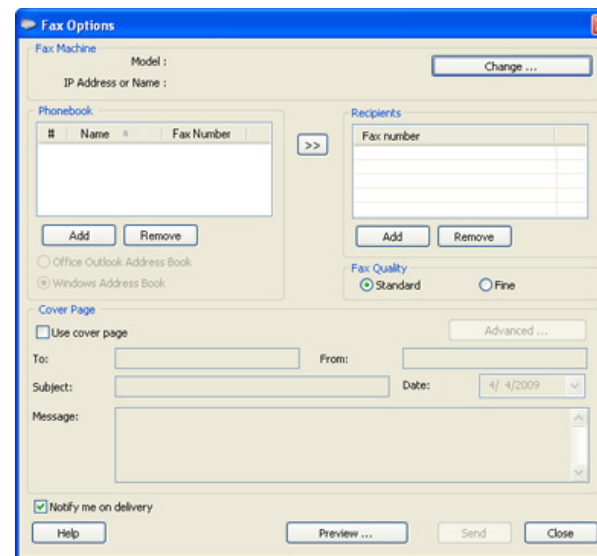 Fax Options
Fax Machine
Model :
Change ...
IP Address or Name :
Phonebook
Recipients
# Name Fax Number
Fax number
>>
Add Remove
Add Remove
Office Outlook Address Book
Windows Address Book
Fax Quality
Standard Fine
Cover Page
Use cover page
Advanced ...
To: From:
Subject: Date: 4/ 4/2009
Message:
Notify me on delivery
Help Preview ... Send Close